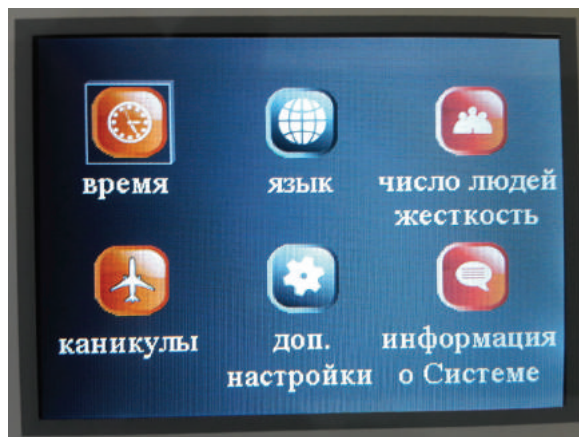 время
язык
число людей
жесткость
каникулы
доп.
настройки
информация
о Системе